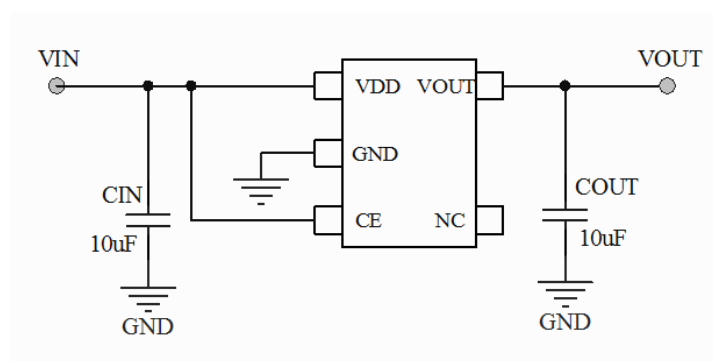 VIN
VOUT
VDD
VOUT
GND
CIN
10uF
CE
NC
COUT
10uF
GND
GND